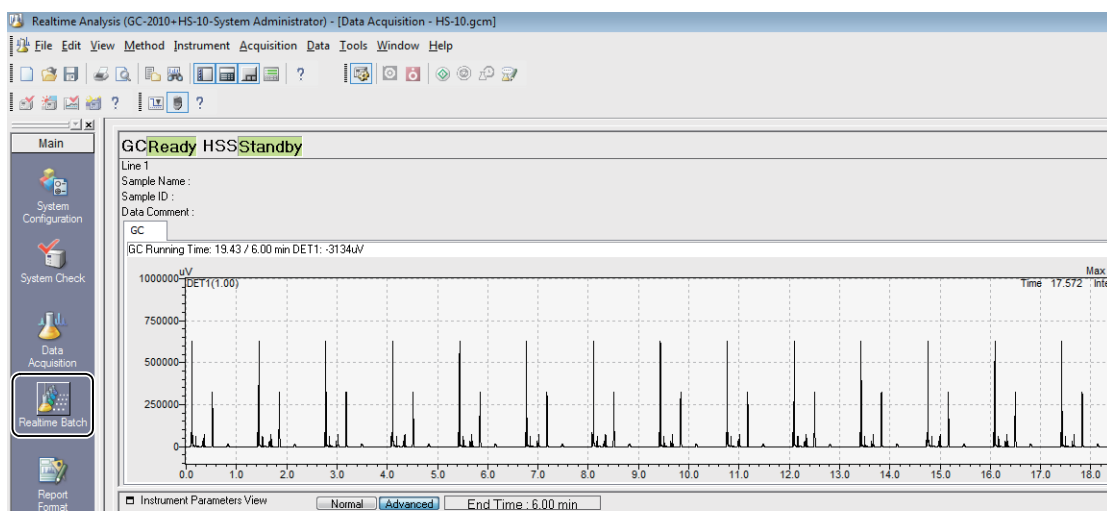 Realtime Analysis (GC-2010+HS-10-System Administrator) - [Data Acquisition - HS-10.gcm]
File Edit View Method Instrument Acquisition Data Tools Window Help
?
? ?
Main
System
Configuration
System Check
Data
Acquisition
Realtime Batch
Report
Format
GC Ready HSS Standby
Line 1
Sample Name :
Sample ID :
Data Comment :
GC
GC Running Time: 19.43 / 6.00 min DET1: -3134uV
uV Max
DET1(1.00) Time 17.572 Inte
1000000
750000
500000
250000
0
0.0 1.0 2.0 3.0 4.0 5.0 6.0 7.0 8.0 9.0 10.0 11.0 12.0 13.0 14.0 15.0 16.0 17.0 18.0
Instrument Parameters View Normal Advanced End Time : 6.00 min